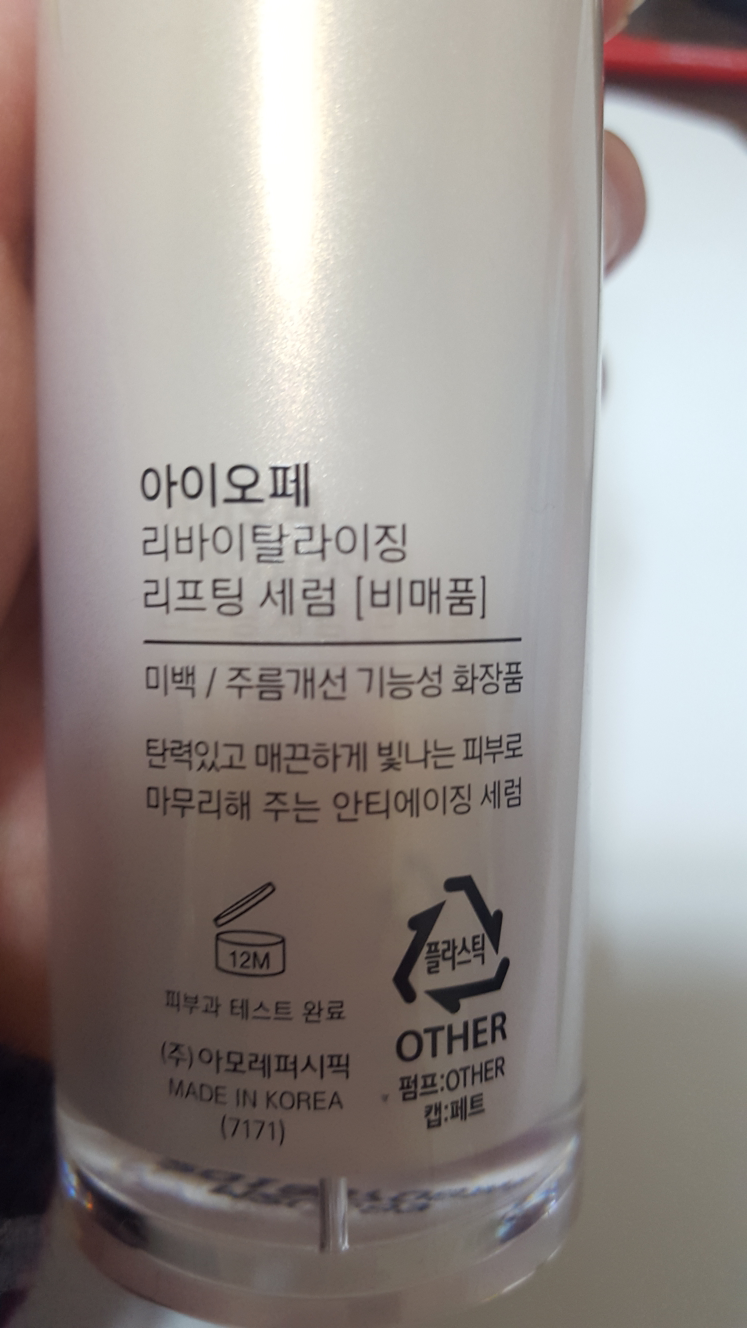 아이오페
리바이탈라이징
리프팅 세럼 [비매품]
미백 / 주름개선 기능성 화장품
탄력있고 매끈하게 빛나는 피부로
마무리해 주는 안티에이징 세럼
12M
피부과 테스트 완료
(주)아모레퍼시픽
MADE IN KOREA
(7171)
플라스틱
OTHER
펌프:OTHER
캡:페트